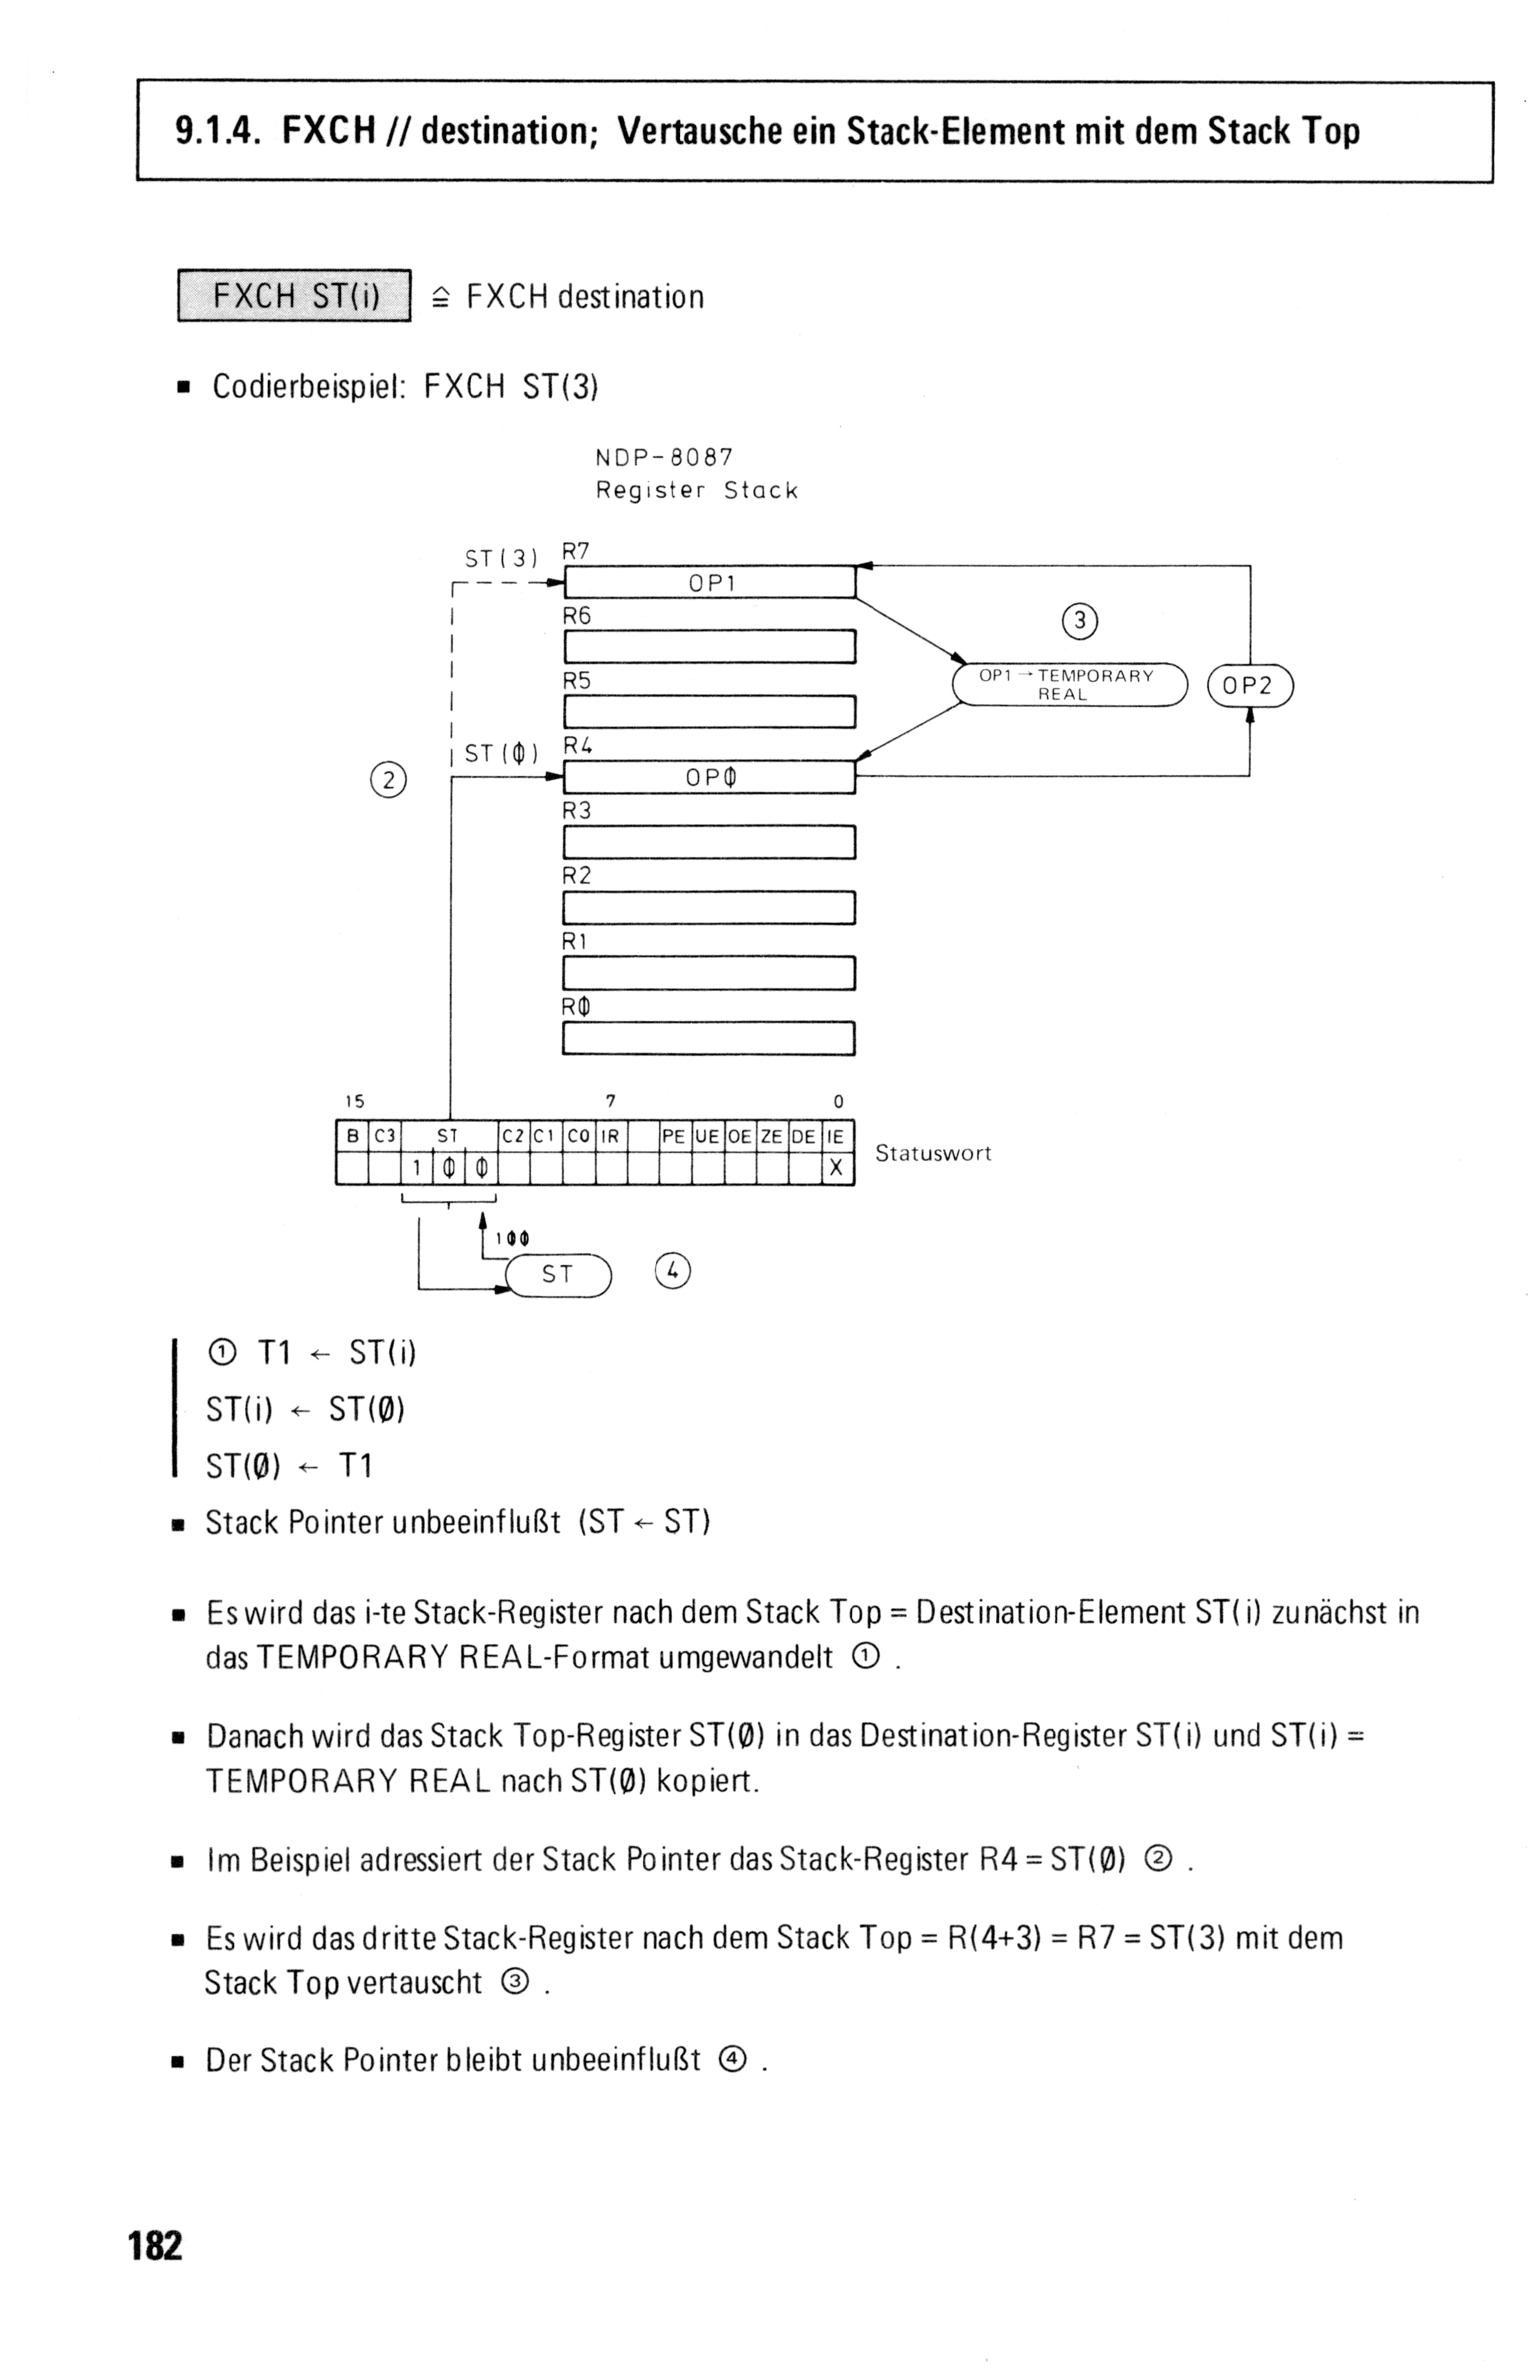 9.1.4. FXCH // destination; Vertausche ein Stack-Element mit dem Stack Top
FXCH ST(i) ≙ FXCH destination
▪ Codierbeispiel: FXCH ST(3)
NDP-8087
Register Stack
ST(3) R7
OP1
R6
③
R5
OP1 → TEMPORARY
REAL
OP2
ST(0) R4
② OP0
R3
R2
R1
R0
15 7 0
B C3 ST C2 C1 C0 IR PE UE OE ZE DE IE
Statuswort
1 0 0 X
100
ST ④
① T1 ← ST(i)
ST(i) ← ST(Ø)
ST(Ø) ← T1
▪ Stack Pointer unbeeinflußt (ST ← ST)
▪ Es wird das i-te Stack-Register nach dem Stack Top = Destination-Element ST(i) zunächst in
das TEMPORARY REAL-Format umgewandelt ① .
▪ Danach wird das Stack Top-Register ST(Ø) in das Destination-Register ST(i) und ST(i) =
TEMPORARY REAL nach ST(Ø) kopiert.
▪ Im Beispiel adressiert der Stack Pointer das Stack-Register R4 = ST(Ø) ② .
▪ Es wird das dritte Stack-Register nach dem Stack Top = R(4+3) = R7 = ST(3) mit dem
Stack Top vertauscht ③ .
▪ Der Stack Pointer bleibt unbeeinflußt ④ .
182